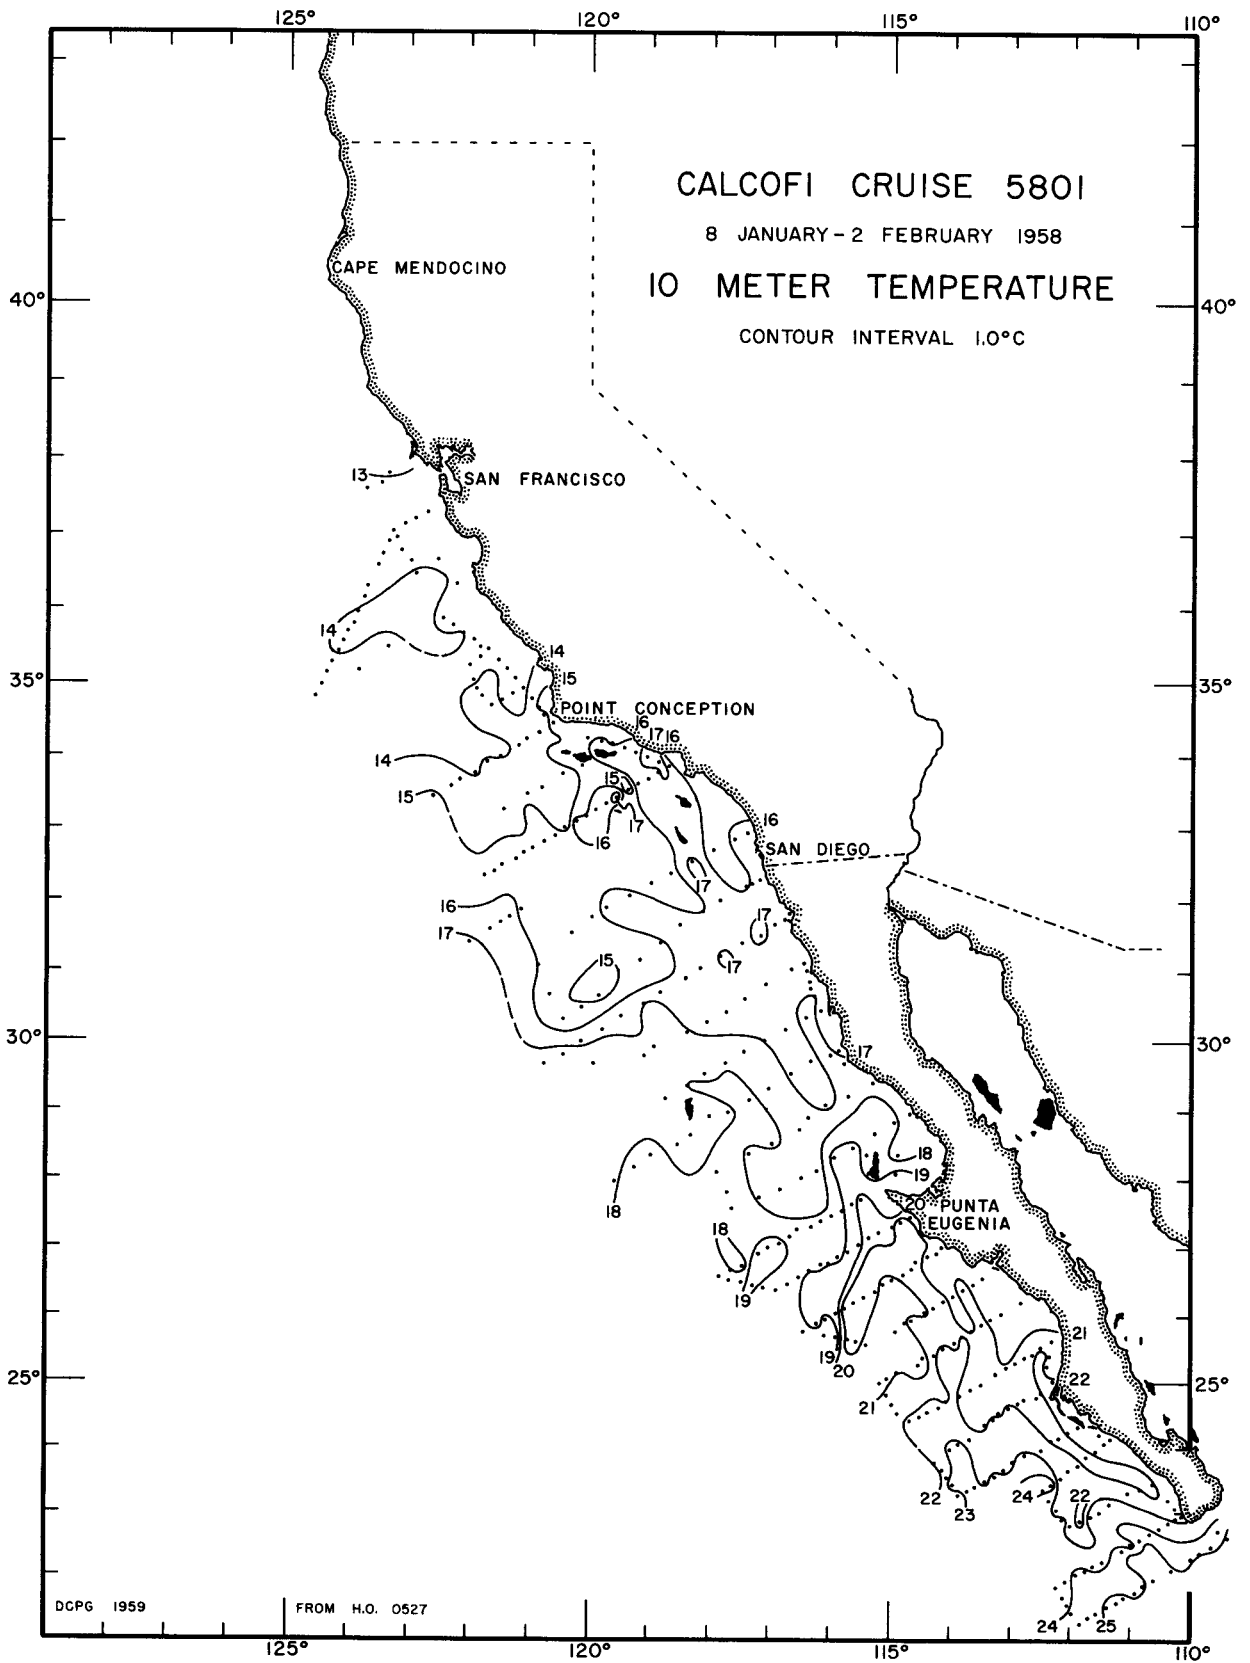 125° 120° 115° 110°
CALCOFI CRUISE 5801
8 JANUARY - 2 FEBRUARY 1958
CAPE MENDOCINO
10 METER TEMPERATURE
40° 40°
CONTOUR INTERVAL 1.0°C
13
SAN FRANCISCO
14
14
35° 15 35°
POINT CONCEPTION
16
17 16
14
15
15
17
16
16
SAN DIEGO
17
16
17
17
15
17
30° 30°
17
18
19
18
20 PUNTA
EUGENIA
18
19
21
19
20
25° 22 25°
21
22
23
24
22
DCPG 1959 FROM H.O. 0527
24 25
125° 120° 115° 110°